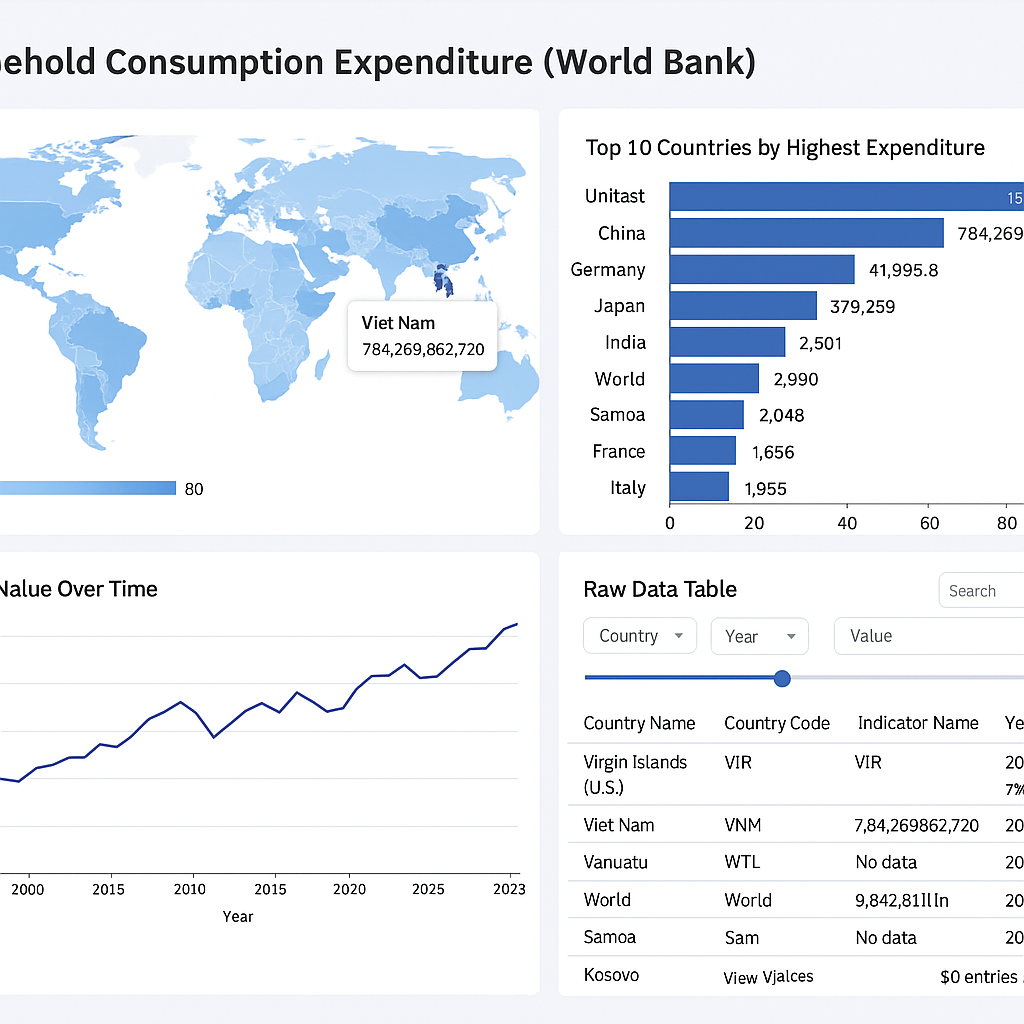 ehold Consumption Expenditure (World Bank)
Viet Nam
784,269,862,720
80
Top 10 Countries by Highest Expenditure
Unitast 15
China 784,269
Germany 41,995.8
Japan 379,259
India 2,501
World 2,990
Samoa 2,048
France 1,656
Italy 1,955
0 20 40 60 80
Nalue Over Time
2000 2015 2010 2015 2020 2025 2023
Year
Raw Data Table
Search
Country Year Value
Country Name Country Code Indicator Name Ye
Virgin Islands VIR VIR 20
(U.S.) 7%
Viet Nam VNM 7,84,269862,720 20
Vanuatu WTL No data 20
World World 9,842,81llIn 20
Samoa Sam No data 20
Kosovo View Vjalces $0 entries